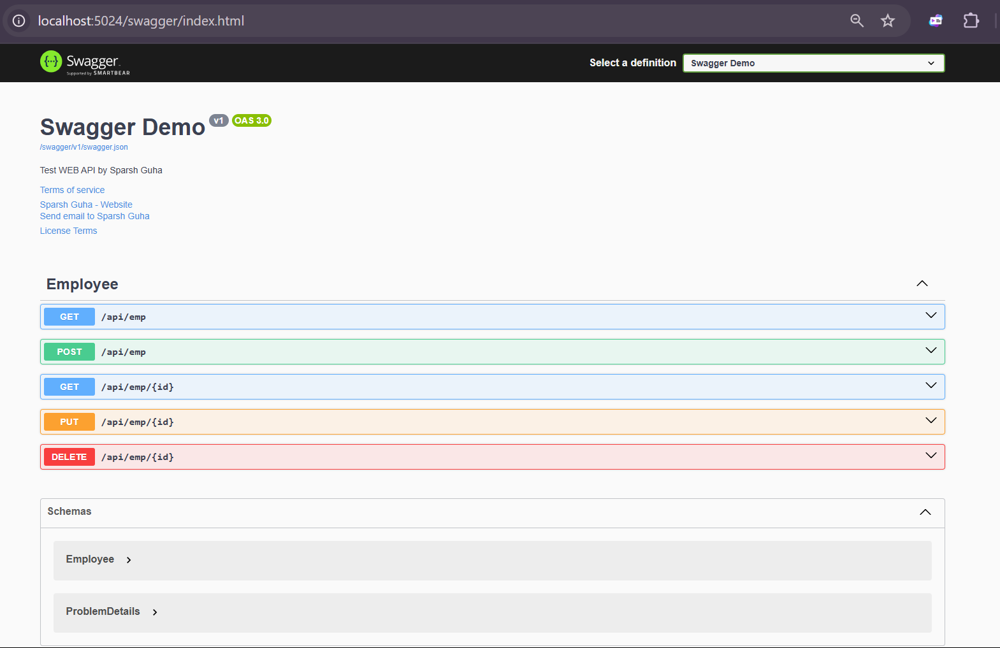 localhost:5024/swagger/index.html
{···} Swagger
Supported by SMARTBEAR
Select a definition
Swagger Demo
Swagger Demo v1 OAS 3.0
/swagger/v1/swagger.json
Test WEB API by Sparsh Guha
Terms of service
Sparsh Guha - Website
Send email to Sparsh Guha
License Terms
Employee
GET /api/emp
POST /api/emp
GET /api/emp/{id}
PUT /api/emp/{id}
DELETE /api/emp/{id}
Schemas
Employee
ProblemDetails